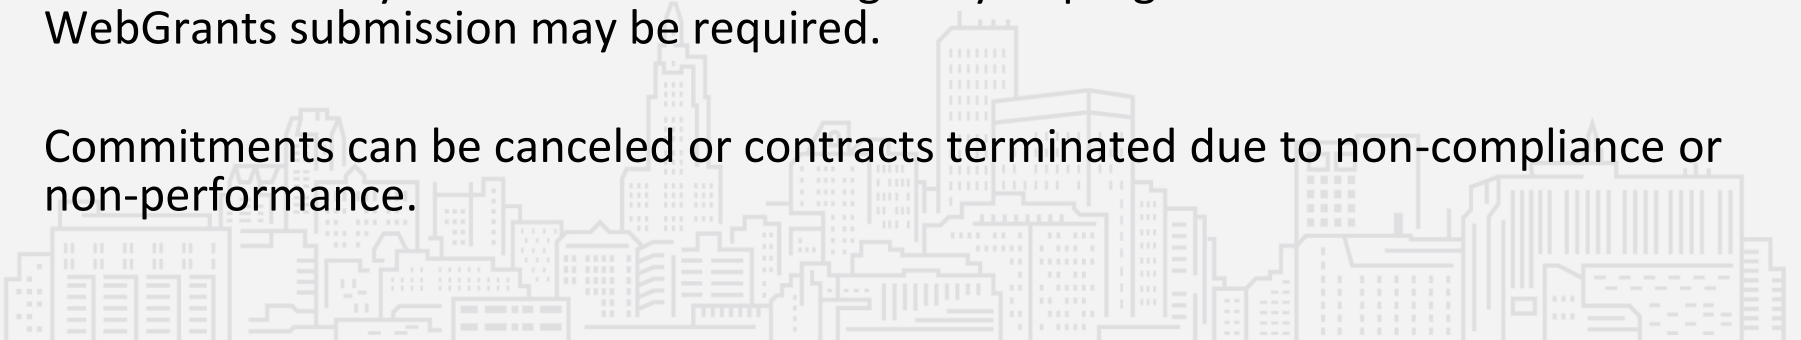 WebGrants submission may be required.
Commitments can be canceled or contracts terminated due to non-compliance or
non-performance.